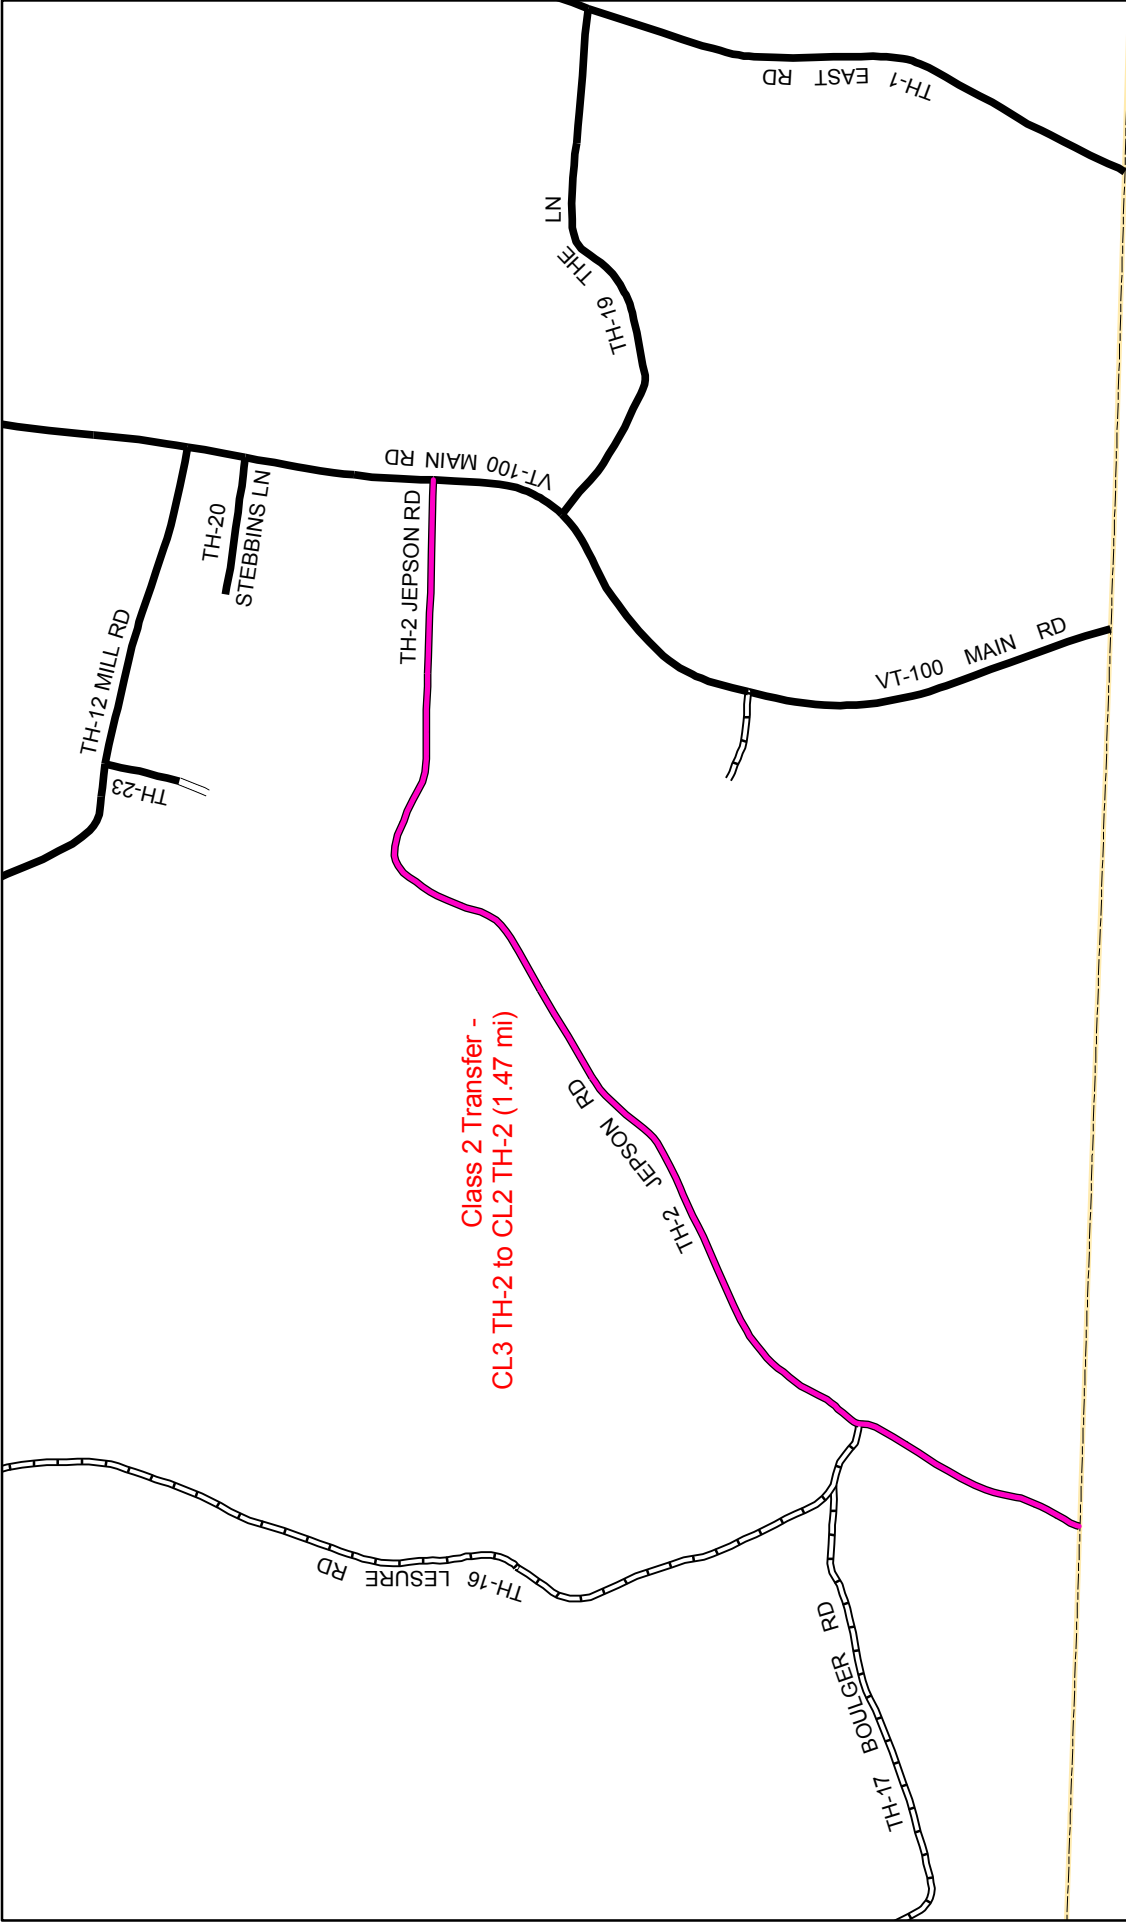 TH-1 EAST RD
TH-19 THE LN
VT-100 MAIN RD
TH-20
STEBBINS LN
TH-2 JEPSON RD
TH-12 MILL RD
TH-23
VT-100 MAIN RD
Class 2 Transfer -
CL3 TH-2 to CL2 TH-2 (1.47 mi)
TH-2 JEPSON RD
TH-16 LESURE RD
TH-17 BOULGER RD